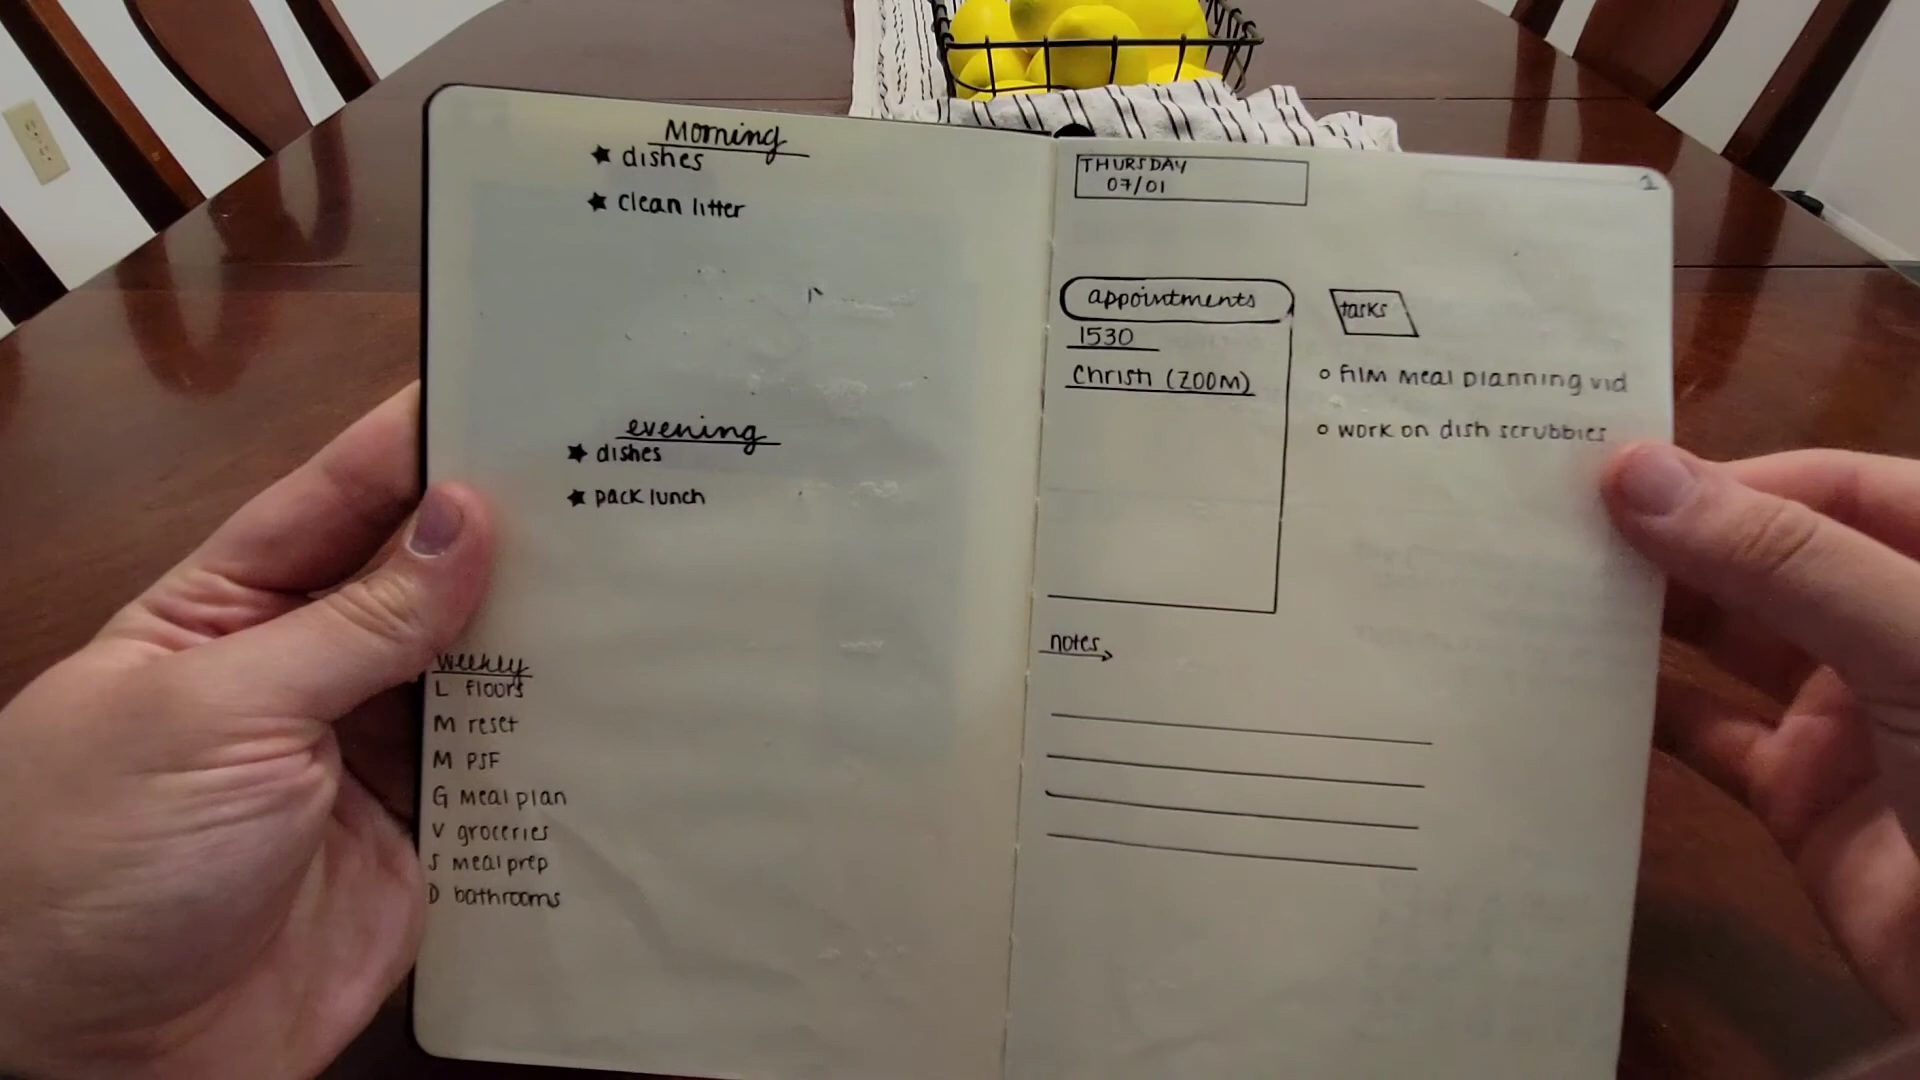 Morning
★ dishes
★ clean litter
evening
★ dishes
★ pack lunch
weekly
L floors
M reset
M PSF
G meal plan
V groceries
S meal prep
D bathrooms
1
THURSDAY
07/01
appointments
1530
Christi (ZOOM)
tasks
○ film meal planning vid
○ work on dish scrubbies
notes